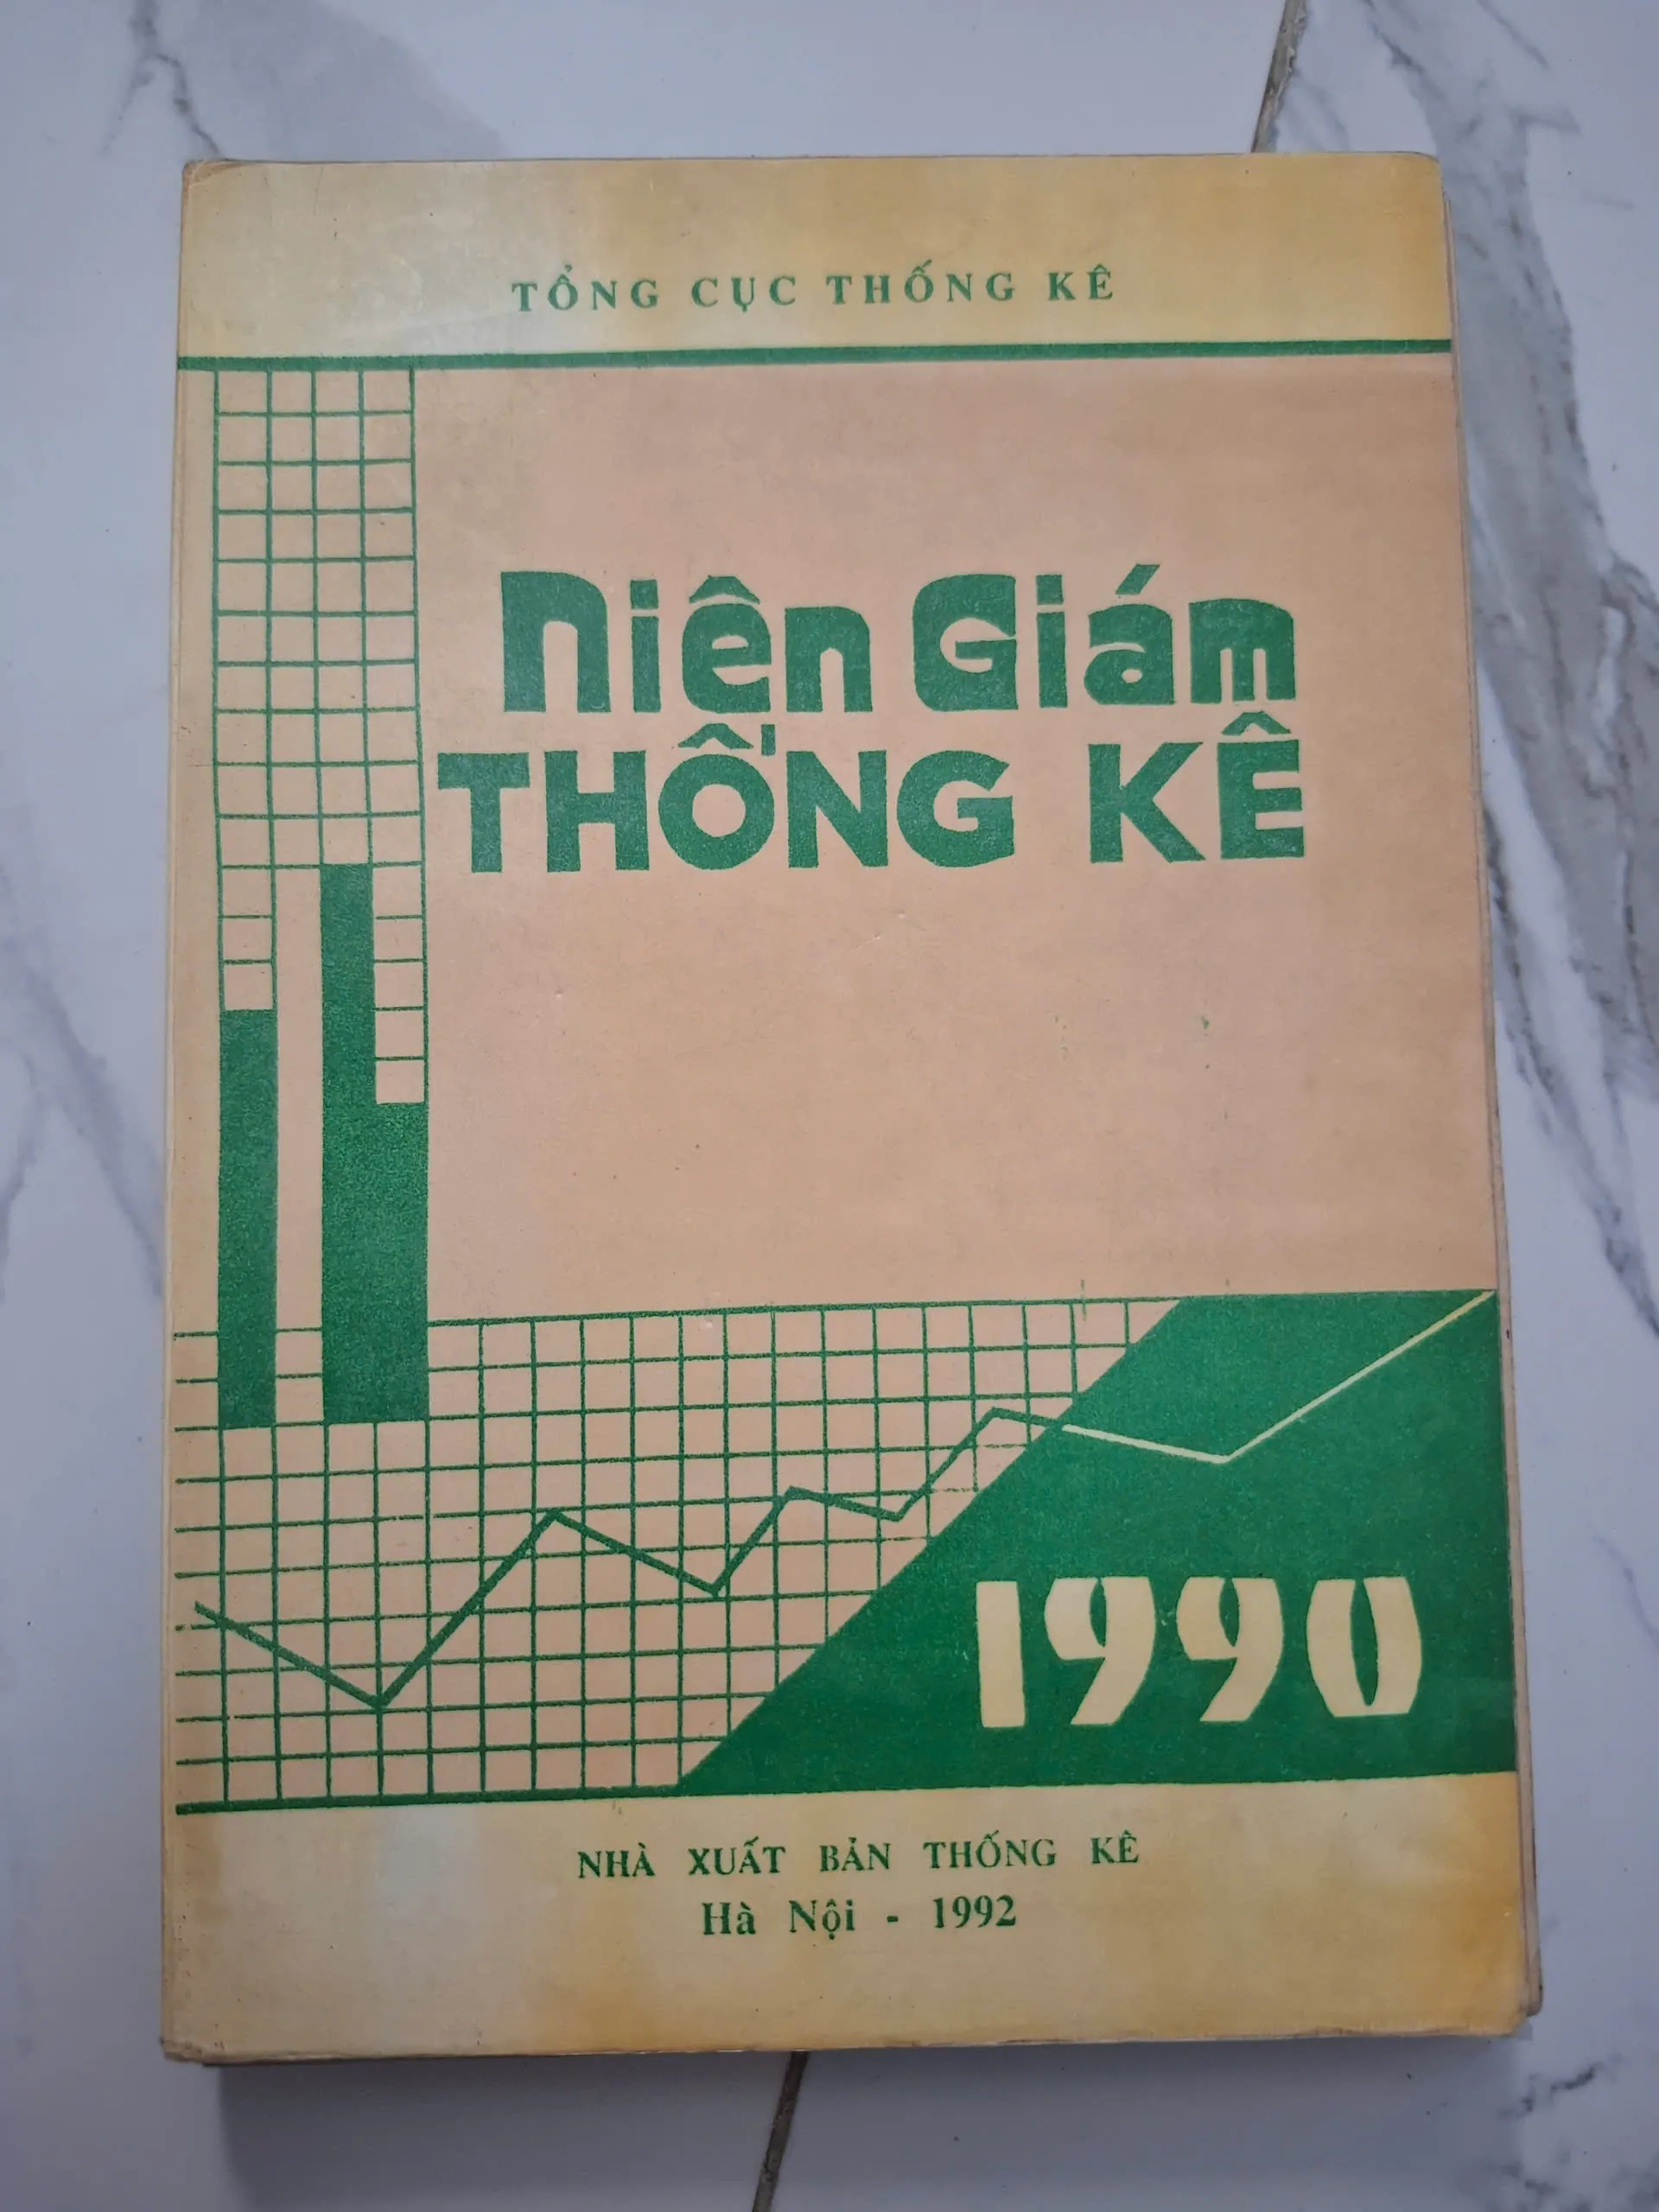 TỔNG CỤC THỐNG KÊ
Niên Giám
THỐNG KÊ
1990
NHÀ XUẤT BẢN THỐNG KÊ
Hà Nội - 1992